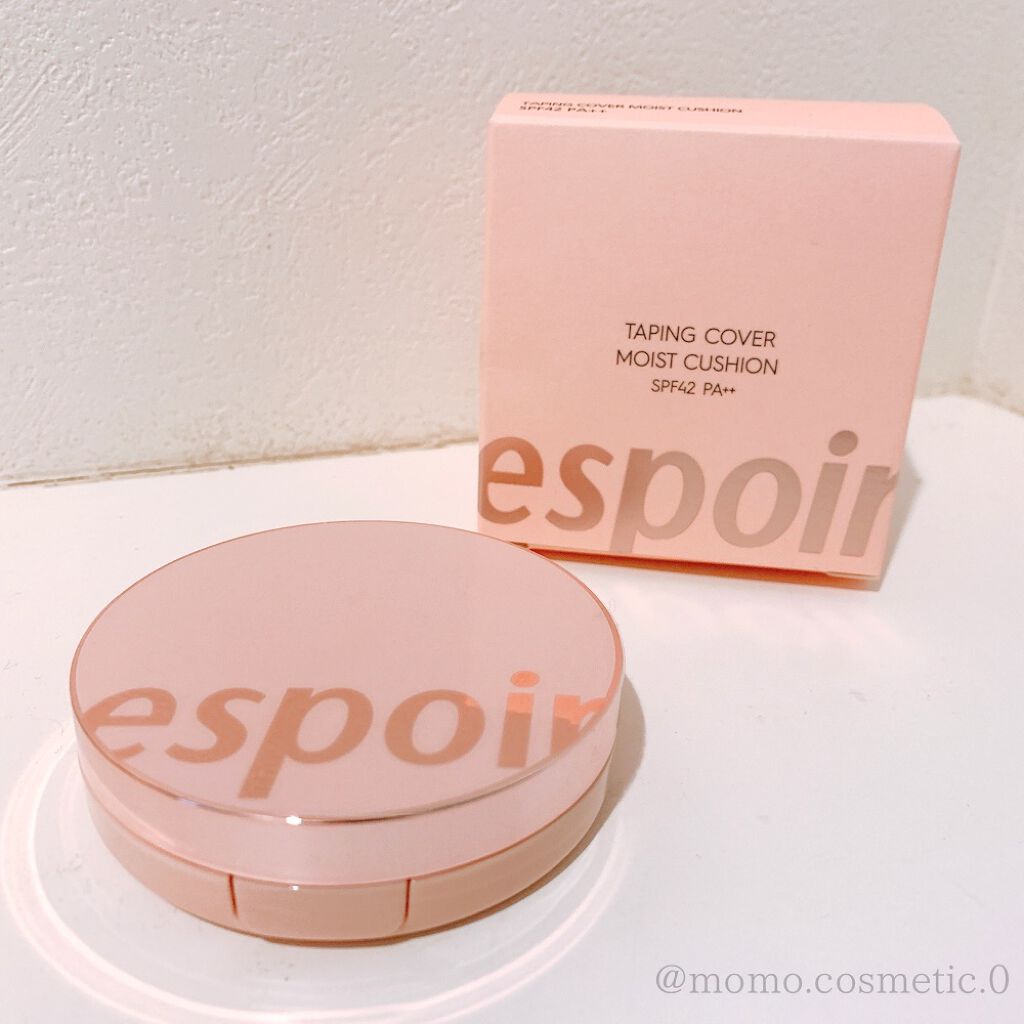 TAPING COVER MOIST CUSHION
SPF42 PA++
TAPING COVER
MOIST CUSHION
SPF42 PA++
espoir
espoir
@momo.cosmetic.0